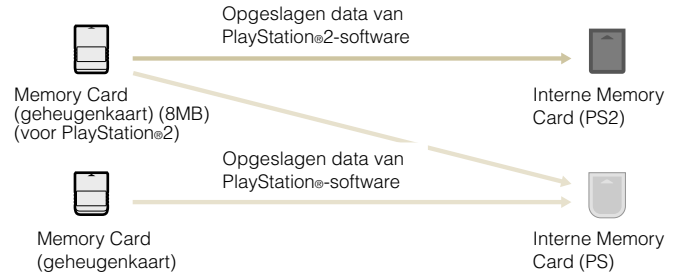 Opgeslagen data van
PlayStation®2-software
Memory Card
(geheugenkaart) (8MB)
(voor PlayStation®2)
Interne Memory
Card (PS2)
Opgeslagen data van
PlayStation®-software
Memory Card
(geheugenkaart)
Interne Memory
Card (PS)